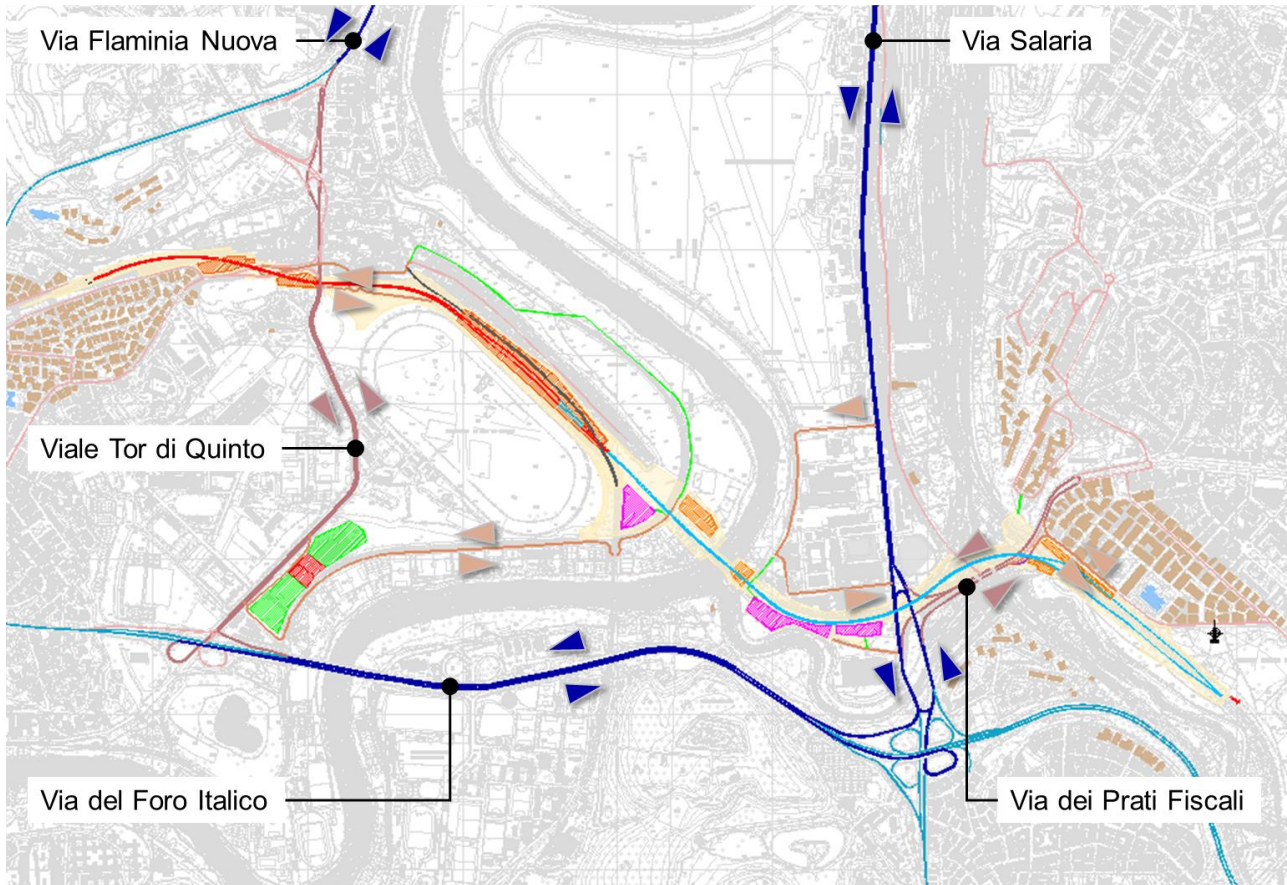 Via Flaminia Nuova
Via Salaria
Viale Tor di Quinto
Via del Foro Italico
Via dei Prati Fiscali